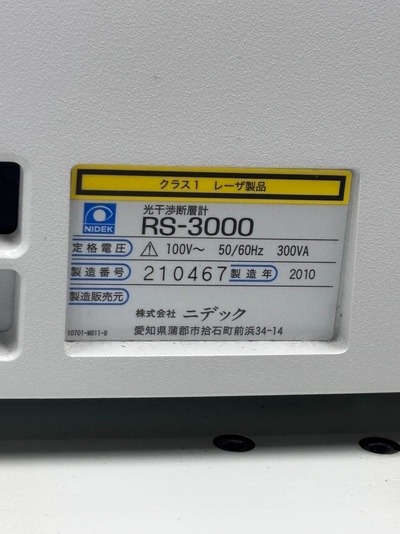 クラス1 レーザ製品
NIDEK
光干渉断層計
RS-3000
定格電圧 100V～ 50/60Hz 300VA
製造番号 210467 製造年 2010
製造販売元
株式会社 ニデック
愛知県蒲郡市拾石町前浜34-14
10701-M811-B